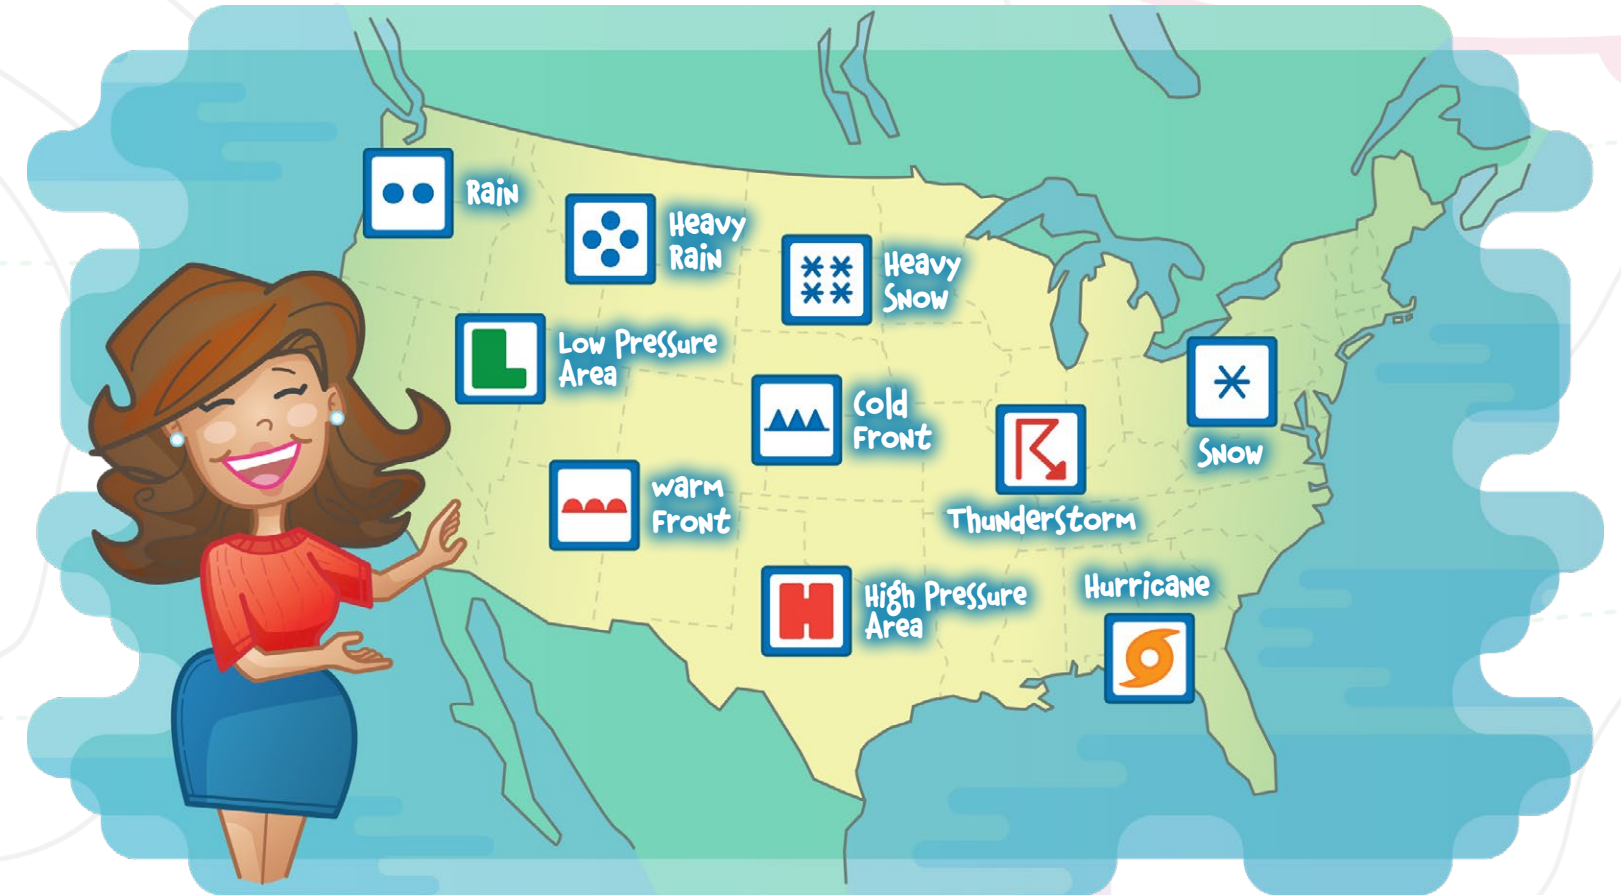 Rain
Heavy
Rain
Heavy
Snow
L
Low Pressure
Area
Cold
Front
Snow
Warm
Front
Thunderstorm
H
High Pressure
Area
Hurricane